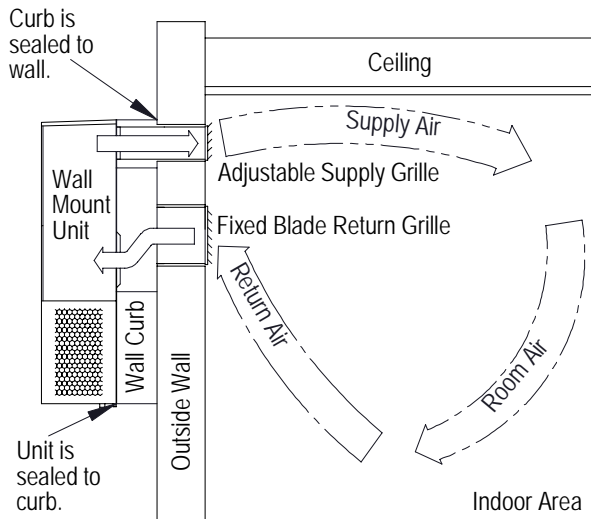 Curb is
sealed to
wall.
Ceiling
Supply Air
Adjustable Supply Grille
Wall
Mount
Unit
Fixed Blade Return Grille
Return Air
Room Air
Wall Curb
Outside Wall
Unit is
sealed to
curb.
Indoor Area